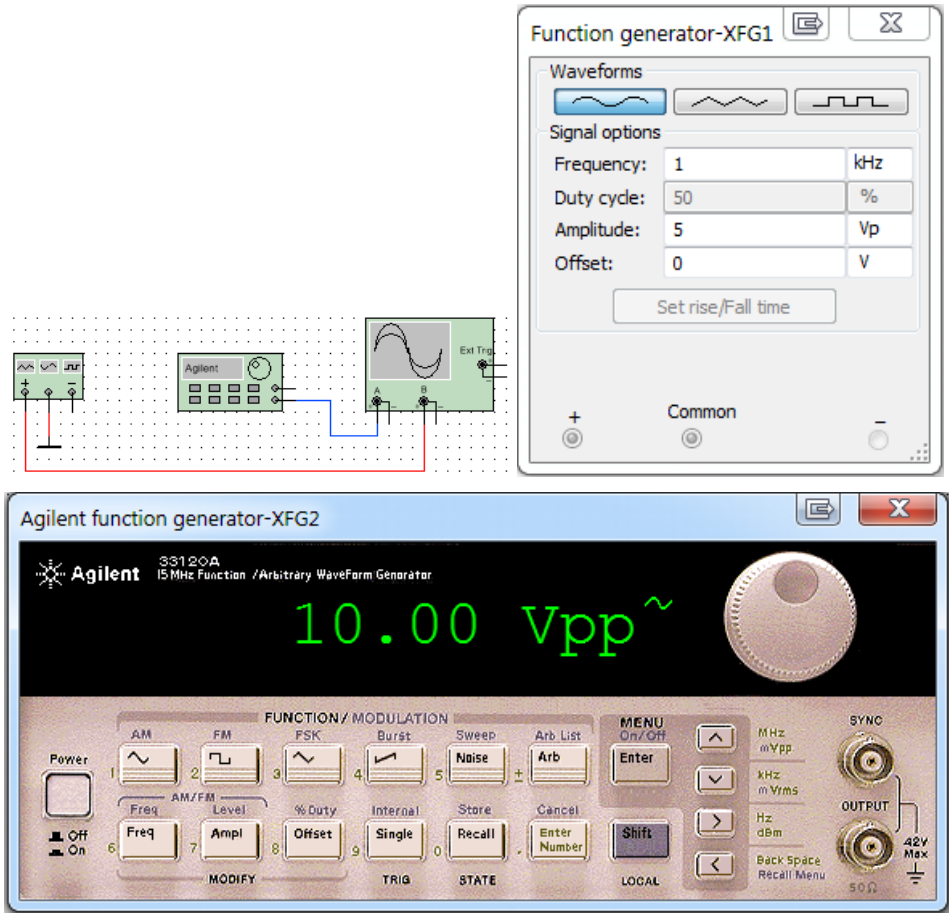 Function generator-XFG1
Waveforms
Signal options
Frequency: 1 kHz
Duty cycle: 50 %
Amplitude: 5 Vp
Offset: 0 V
Set rise/Fall time
+ Common −
Agilent
Ext Trg
A B
+ −
Agilent function generator-XFG2
Agilent 33120A
15 MHz Function / Arbitrary WaveForm Genorator
10.00 Vpp~
FUNCTION / MODULATION
AM FM FSK Burst Sweep Arb List
1 2 3 4 5 Noise ± Arb
Power
Off
On
AM/FM
Freq Level % Duty Internal Store Cancel
6 Freq 7 Ampl 8 Offset 9 Single 0 Recall . Enter Number
MODIFY TRIG STATE
MENU
On/Off
Enter
Shift
LOCAL
MHz
mVpp
kHz
mVrms
Hz
dBm
Back Space
Recall Menu
SYNC
OUTPUT
42V
Max
50Ω